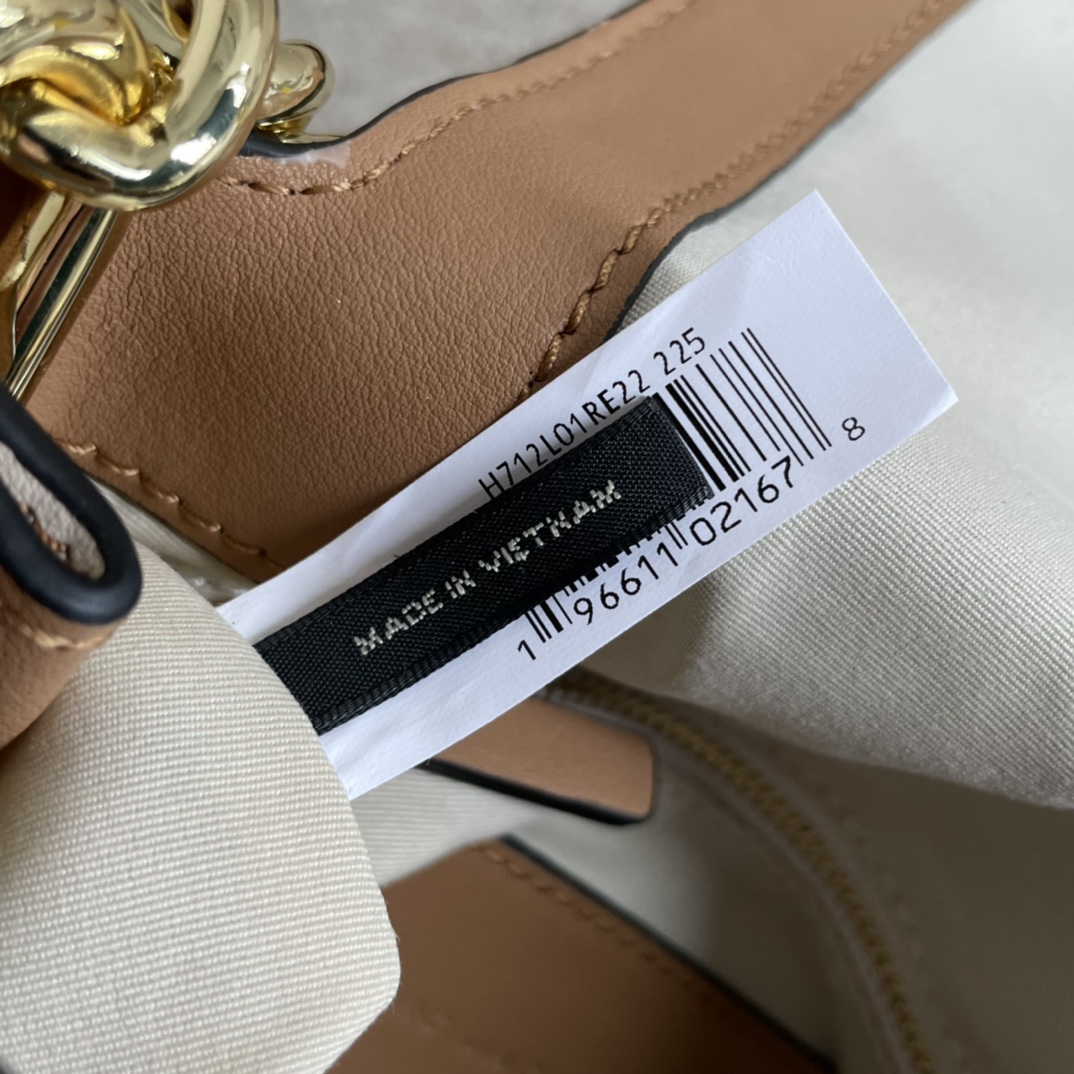 H712L01RE22 225
MADE IN VIETNAM
1 96611 02167 8